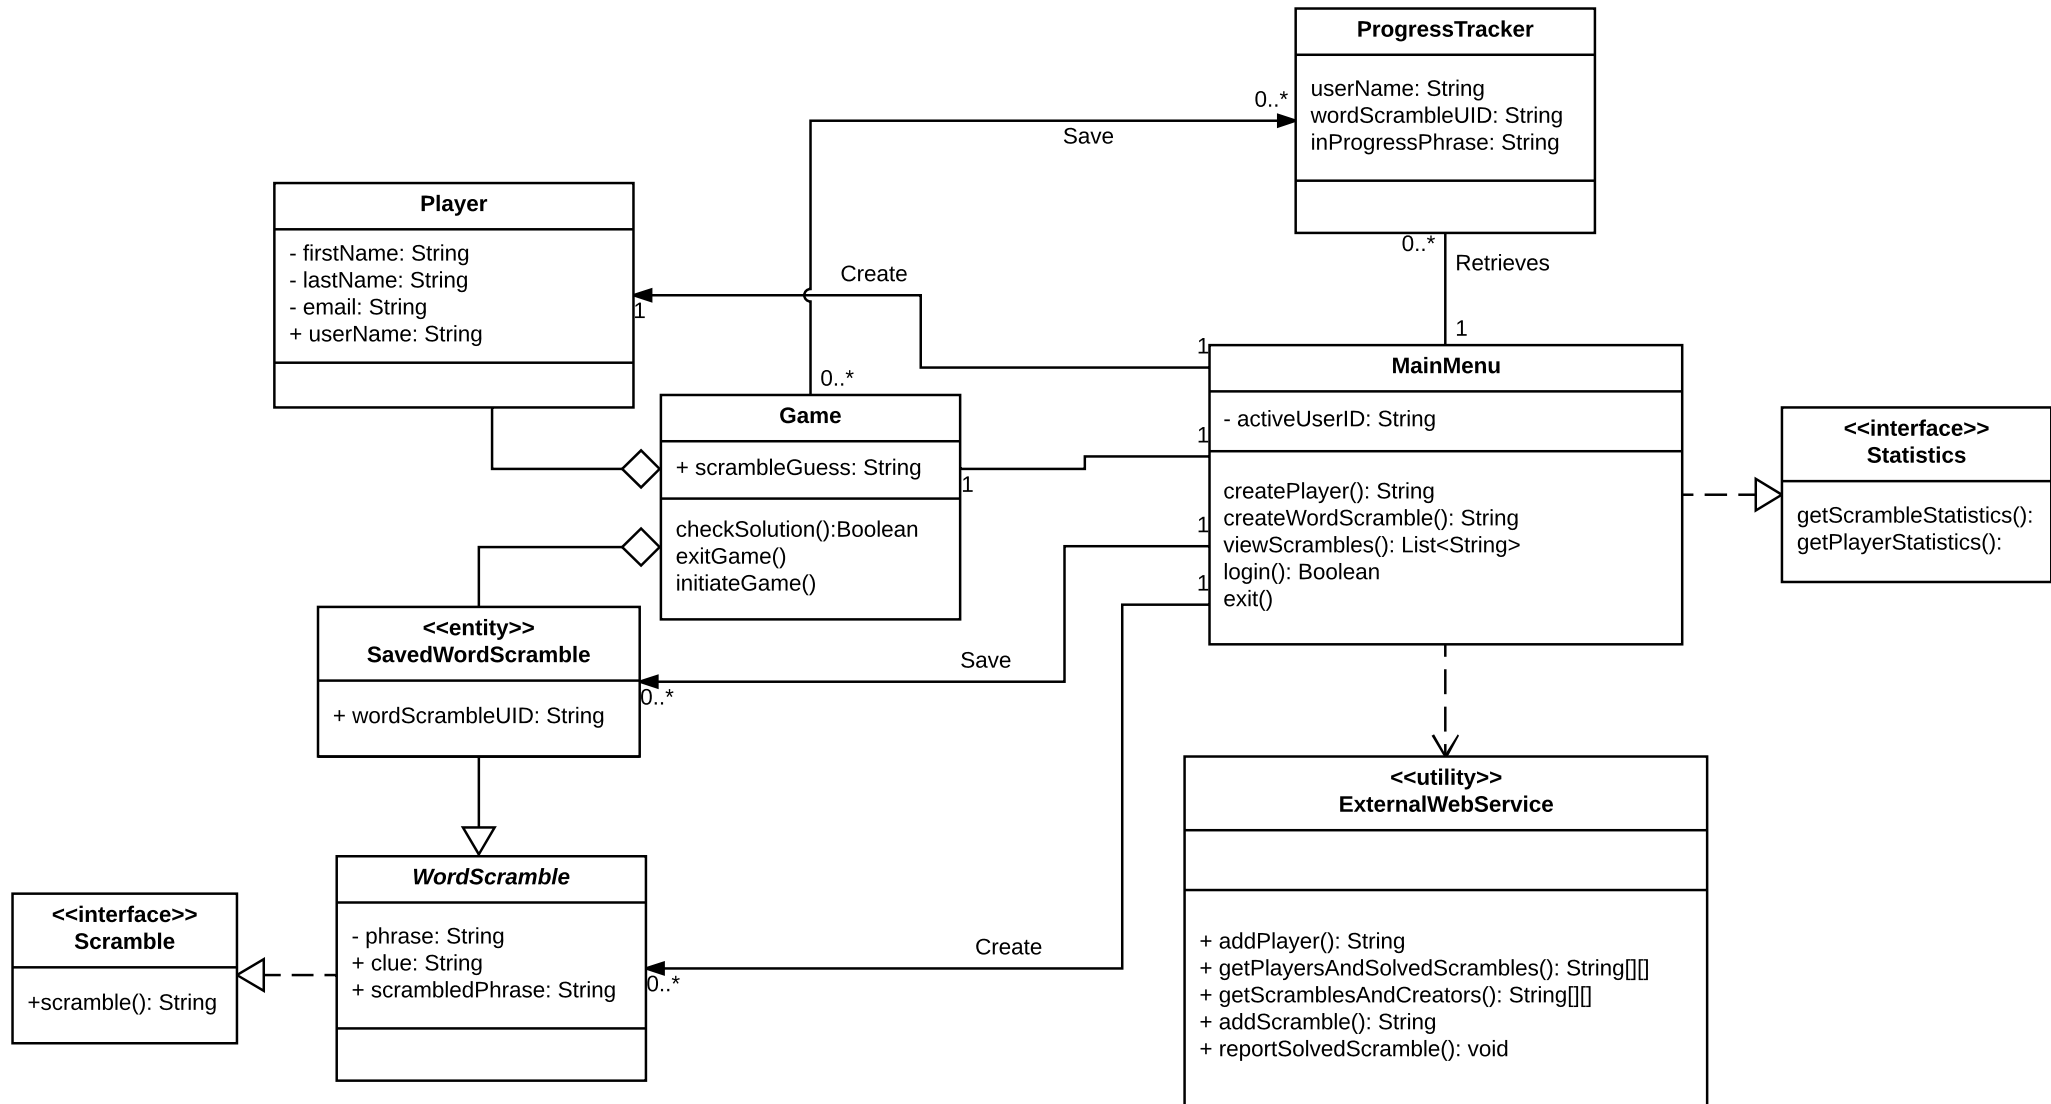 ProgressTracker
userName: String
wordScrambleUID: String
inProgressPhrase: String
0..*
Save
0..*
Retrieves
1
Player
- firstName: String
- lastName: String
- email: String
+ userName: String
Create
1
1
0..*
Game
+ scrambleGuess: String
checkSolution():Boolean
exitGame()
initiateGame()
1
1
MainMenu
- activeUserID: String
createPlayer(): String
createWordScramble(): String
viewScrambles(): List<String>
login(): Boolean
exit()
1
1
<<interface>>
Statistics
getScrambleStatistics():
getPlayerStatistics():
<<entity>>
SavedWordScramble
+ wordScrambleUID: String
Save
0..*
<<utility>>
ExternalWebService
+ addPlayer(): String
+ getPlayersAndSolvedScrambles(): String[][]
+ getScramblesAndCreators(): String[][]
+ addScramble(): String
+ reportSolvedScramble(): void
WordScramble
- phrase: String
+ clue: String
+ scrambledPhrase: String
Create
0..*
<<interface>>
Scramble
+scramble(): String